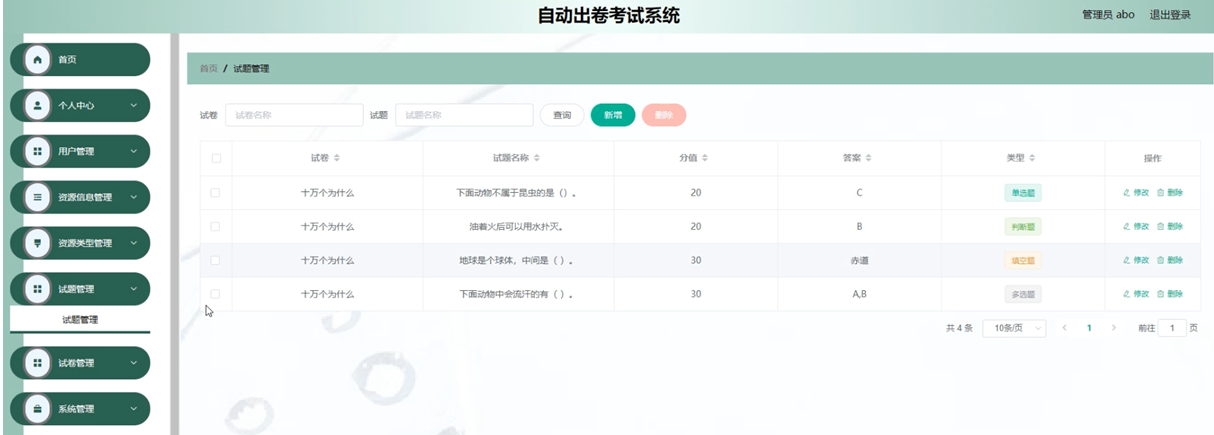 自动出卷考试系统
管理员 abo 退出登录
首页
个人中心
用户管理
资源信息管理
资源类型管理
试题管理
试题管理
试卷管理
系统管理
首页 / 试题管理
试卷 试卷名称 试题 试题名称 查询 新增 删除
试卷 试题名称 分值 答案 类型 操作
十万个为什么 下面动物不属于昆虫的是（）。 20 C 单选题 修改 删除
十万个为什么 油着火后可以用水扑灭。 20 B 判断题 修改 删除
十万个为什么 地球是个球体，中间是（ ）。 30 赤道 填空题 修改 删除
十万个为什么 下面动物中会流汗的有（ ）。 30 A,B 多选题 修改 删除
共 4 条 10条/页 1 前往 1 页